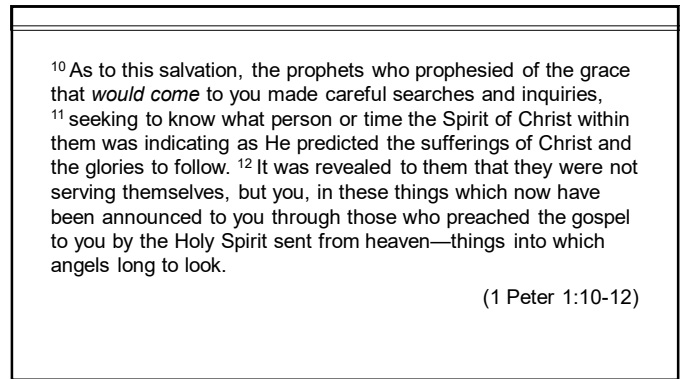 10 As to this salvation, the prophets who prophesied of the grace
that would come to you made careful searches and inquiries,
11 seeking to know what person or time the Spirit of Christ within
them was indicating as He predicted the sufferings of Christ and
the glories to follow. 12 It was revealed to them that they were not
serving themselves, but you, in these things which now have
been announced to you through those who preached the gospel
to you by the Holy Spirit sent from heaven—things into which
angels long to look.
(1 Peter 1:10-12)